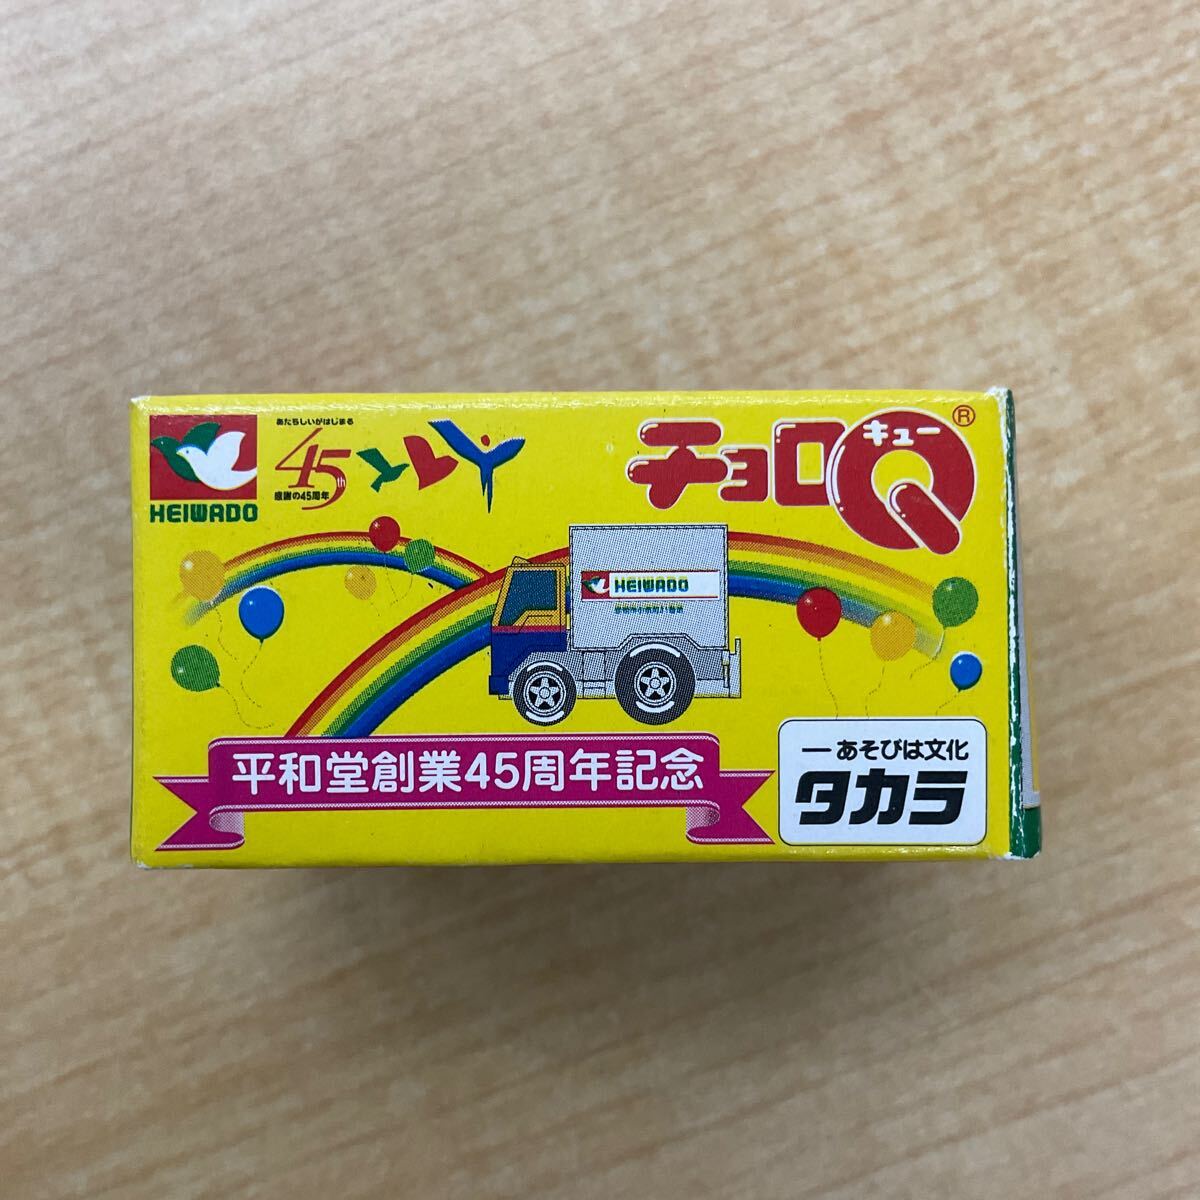 HEIWADO
あたらしいがはじまる
45th
感謝の45周年
チョロQ
キュー
®
HEIWADO
平和堂創業45周年記念
—あそびは文化
タカラ